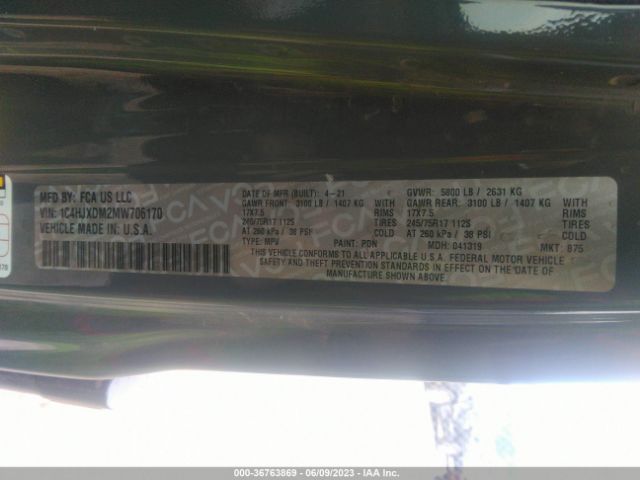 MFD BY: FCA US LLC
VIN: 1C4HJXDM2MW706170
VEHICLE MADE IN: U.S.A.
DATE OF MFR (BUILT): 4-21 GVWR: 5800 LB / 2631 KG
GAWR FRONT: 3100 LB / 1407 KG GAWR REAR: 3100 LB / 1407 KG
17X7.5 RIMS 17X7.5 RIMS
245/75R17 112S TIRES 245/75R17 112S TIRES
AT 260 kPa / 38 PSI COLD AT 260 kPa / 38 PSI COLD
TYPE: MPV PAINT: PDN MDH: 041319 MKT: 875
THIS VEHICLE CONFORMS TO ALL APPLICABLE U.S.A. FEDERAL MOTOR VEHICLE
SAFETY AND THEFT PREVENTION STANDARDS IN EFFECT ON THE DATE OF
MANUFACTURE SHOWN ABOVE.
000-36763869 / 06/09/2023 - IAA Inc.